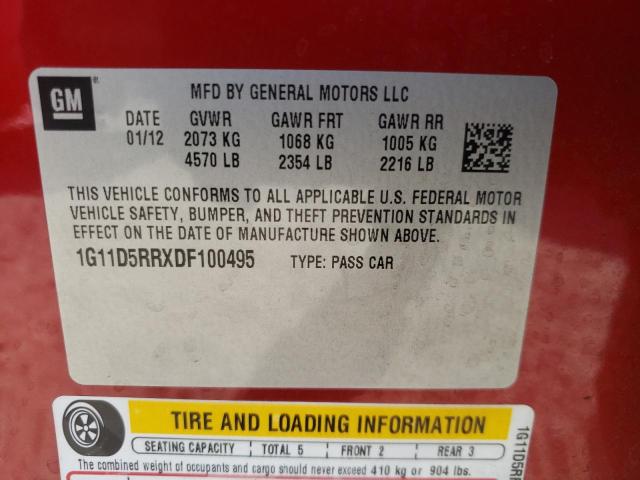 GM
MFD BY GENERAL MOTORS LLC
DATE GVWR GAWR FRT GAWR RR
01/12 2073 KG 1068 KG 1005 KG
4570 LB 2354 LB 2216 LB
THIS VEHICLE CONFORMS TO ALL APPLICABLE U.S. FEDERAL MOTOR
VEHICLE SAFETY, BUMPER, AND THEFT PREVENTION STANDARDS IN
EFFECT ON THE DATE OF MANUFACTURE SHOWN ABOVE.
1G11D5RRXDF100495 TYPE: PASS CAR
TIRE AND LOADING INFORMATION
SEATING CAPACITY TOTAL 5 FRONT 2 REAR 3
The combined weight of occupants and cargo should never exceed 410 kg or 904 lbs.
1G11D5R